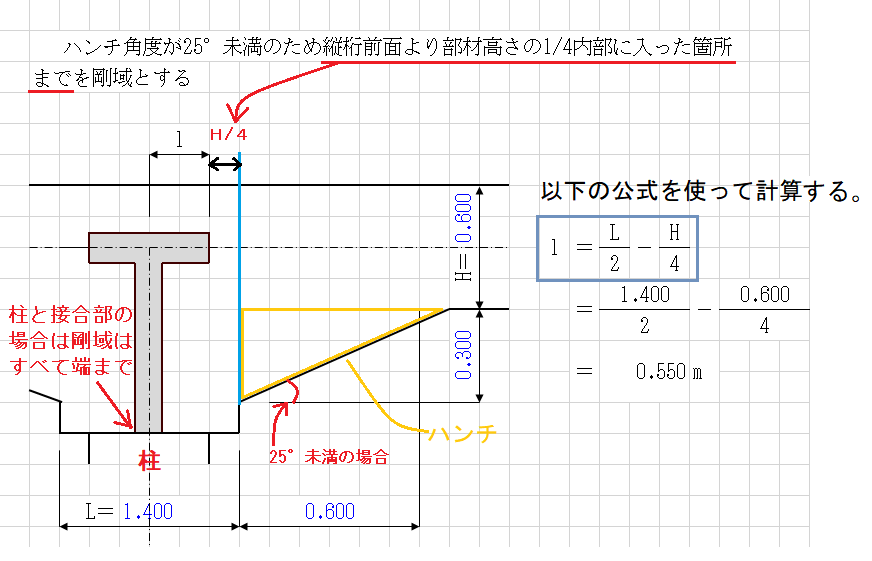 ハンチ角度が25°未満のため縦桁前面より部材高さの1/4内部に入った箇所
までを剛域とする
H/4
l
以下の公式を使って計算する。
l = L/2 − H/4
= 1.400/2 − 0.600/4
= 0.550 m
H= 0.600
柱と接合部の
場合は剛域は
すべて端まで
0.300
ハンチ
25°未満の場合
柱
L= 1.400
0.600